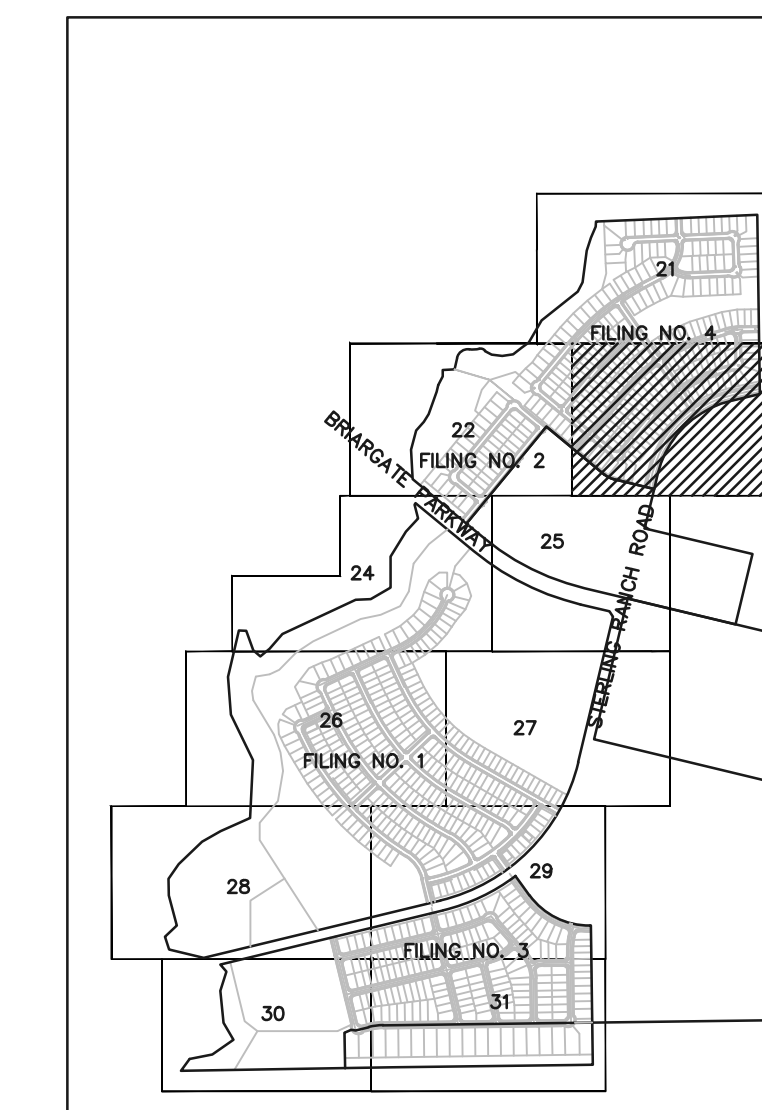 21
FILING NO. 4
22
FILING NO. 2
BRIARGATE PARKWAY
25
24
STERLING RANCH ROAD
26
27
FILING NO. 1
28
29
FILING NO. 3
30
31